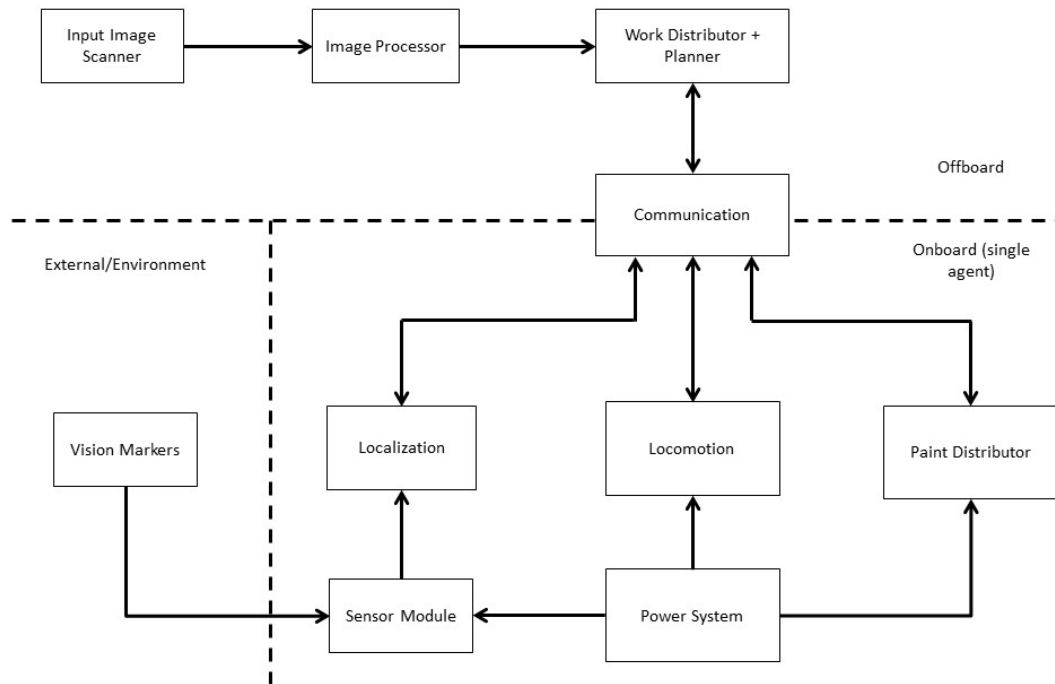 Input Image
Scanner
Image Processor
Work Distributor +
Planner
Offboard
Communication
External/Environment
Onboard (single
agent)
Vision Markers
Localization
Locomotion
Paint Distributor
Sensor Module
Power System